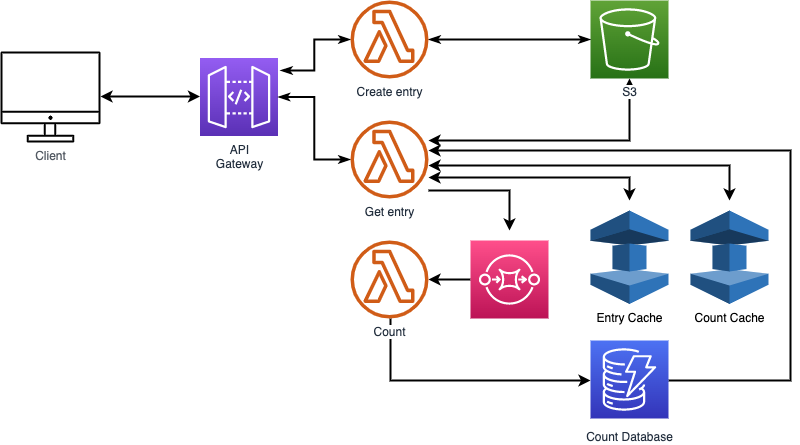 Create entry
S3
</>
Client
API
Gateway
Get entry
Entry Cache
Count Cache
Count
Count Database